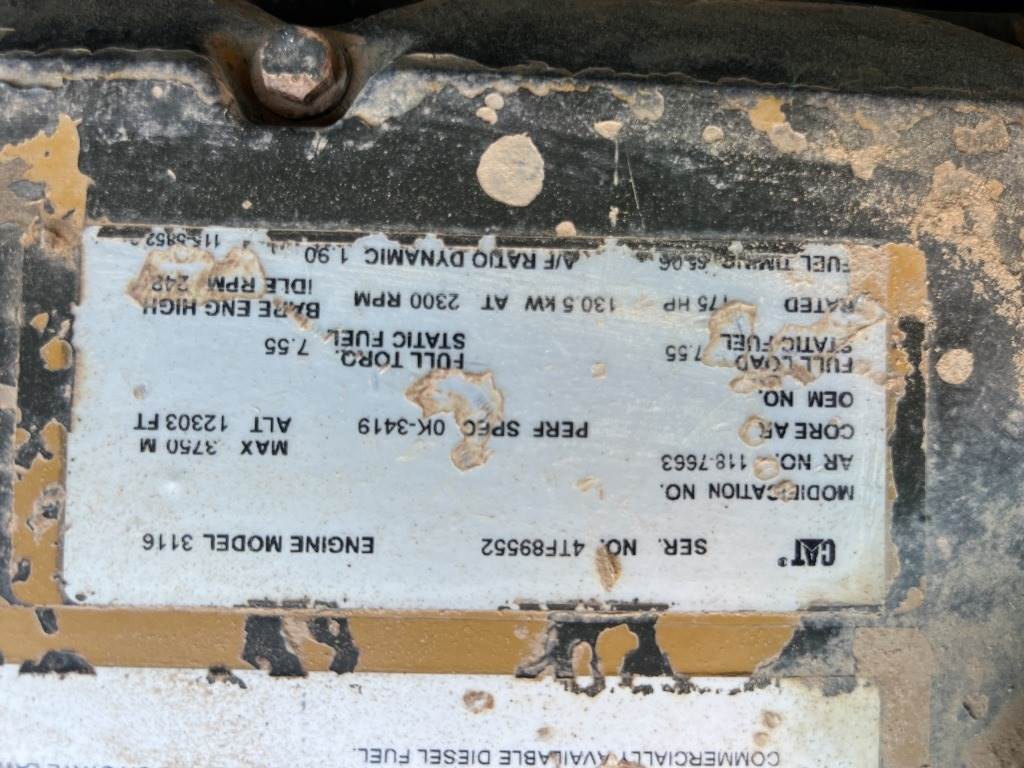 CAT® SER. NO. 4TF89552 ENGINE MODEL 3116
MODIFICATION NO.
AR NO. 118-7663 MAX 3750 M
CORE AR PERF SPEC 0K-3419 ALT 12303 FT
OEM NO.
FULL LOAD STATIC FUEL 7.55 FULL TORQ. STATIC FUEL 7.55 BARE ENG HIGH
RATED 175 HP 130.5 kW AT 2300 RPM IDLE RPM
FUEL TIMING A/F RATIO DYNAMIC 1.90 115-5852
COMMERCIALLY AVAILABLE DIESEL FUEL.